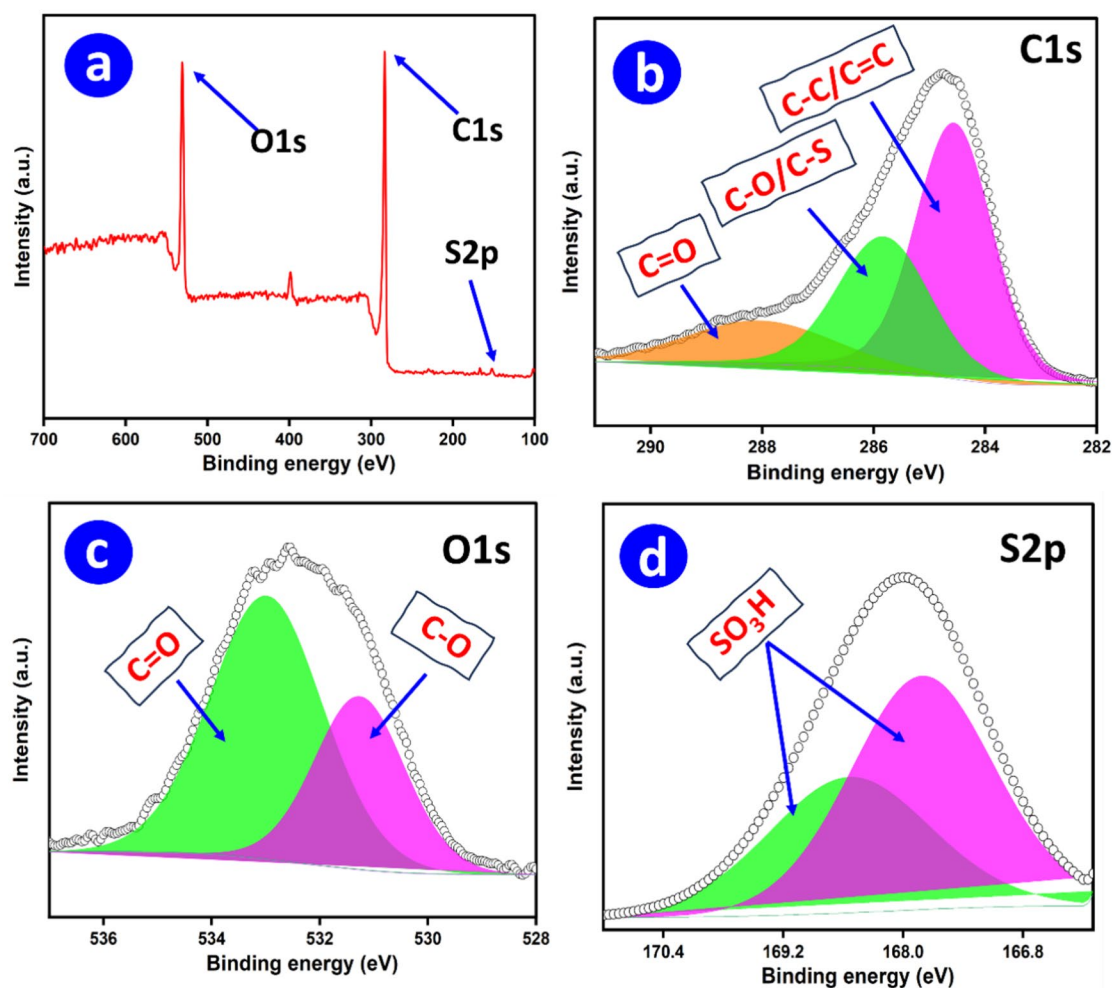 a
O1s
C1s
S2p
Intensity (a.u.)
700 600 500 400 300 200 100
Binding energy (eV)
b
C1s
C-C/C=C
C-O/C-S
C=O
Intensity (a.u.)
290 288 286 284 282
Binding energy (eV)
c
O1s
C=O
C-O
Intensity (a.u.)
536 534 532 530 528
Binding energy (eV)
d
S2p
SO₃H
Intensity (a.u.)
170.4 169.2 168.0 166.8
Binding energy (eV)